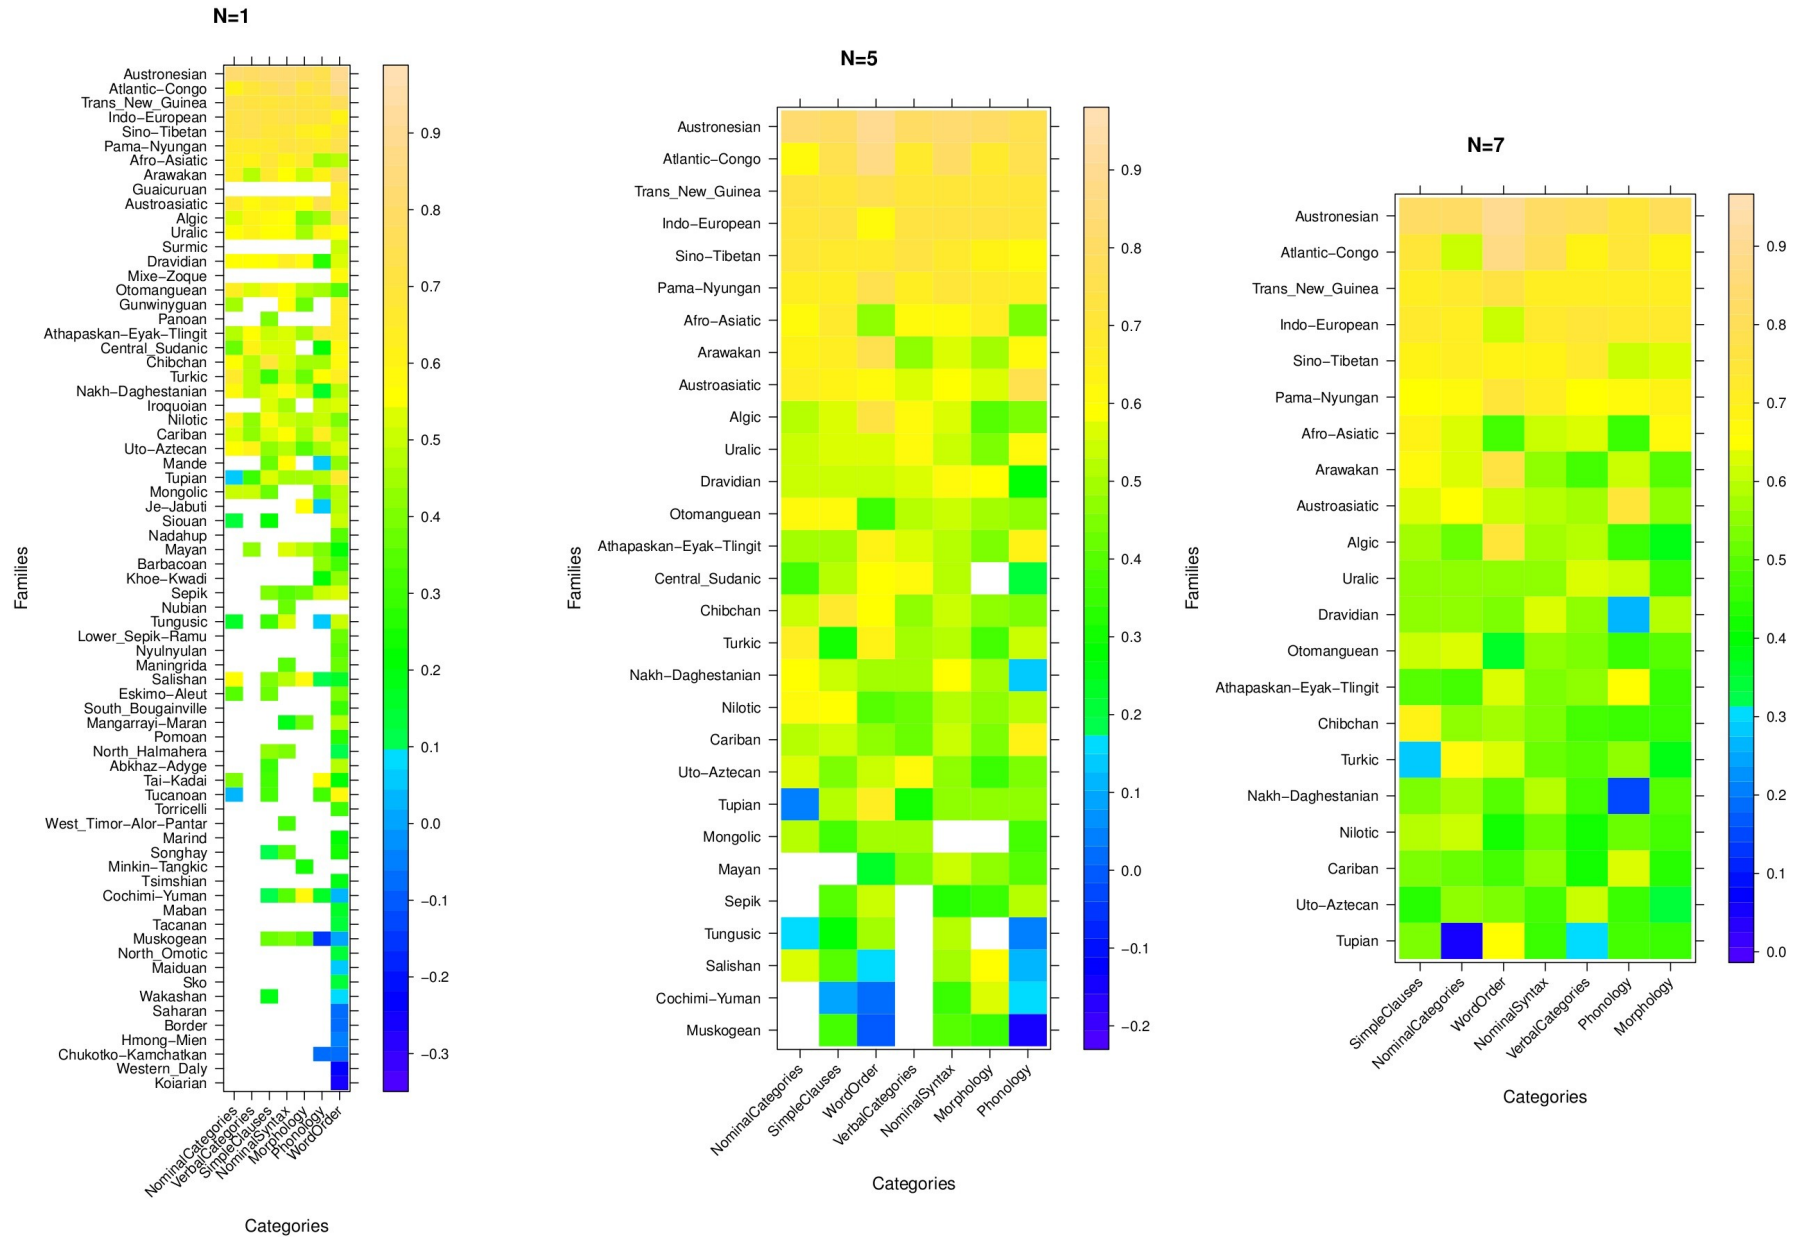 N=1
Austronesian
Atlantic−Congo
Trans_New_Guinea
Indo−European
Sino−Tibetan
Pama−Nyungan
Afro−Asiatic
Arawakan
Guaicuruan
Austroasiatic
Algic
Uralic
Surmic
Dravidian
Mixe−Zoque
Otomanguean
Gunwinyguan
Panoan
Athapaskan−Eyak−Tlingit
Central_Sudanic
Chibchan
Turkic
Nakh−Daghestanian
Iroquoian
Nilotic
Cariban
Uto−Aztecan
Mande
Tupian
Mongolic
Je−Jabuti
Siouan
Nadahup
Mayan
Barbacoan
Khoe−Kwadi
Sepik
Nubian
Tungusic
Lower_Sepik−Ramu
Nyulnyulan
Maningrida
Salishan
Eskimo−Aleut
South_Bougainville
Mangarrayi−Maran
Pomoan
North_Halmahera
Abkhaz−Adyge
Tai−Kadai
Tucanoan
Torricelli
West_Timor−Alor−Pantar
Marind
Songhay
Minkin−Tangkic
Tsimshian
Cochimi−Yuman
Maban
Tacanan
Muskogean
North_Omotic
Maiduan
Sko
Wakashan
Saharan
Border
Hmong−Mien
Chukotko−Kamchatkan
Western_Daly
Koiarian
Families
NominalCategories
VerbalCategories
SimpleClauses
NominalSyntax
Morphology
Phonology
WordOrder
Categories
0.9
0.8
0.7
0.6
0.5
0.4
0.3
0.2
0.1
0.0
−0.1
−0.2
−0.3
N=5
Austronesian
Atlantic−Congo
Trans_New_Guinea
Indo−European
Sino−Tibetan
Pama−Nyungan
Afro−Asiatic
Arawakan
Austroasiatic
Algic
Uralic
Dravidian
Otomanguean
Athapaskan−Eyak−Tlingit
Central_Sudanic
Chibchan
Turkic
Nakh−Daghestanian
Nilotic
Cariban
Uto−Aztecan
Tupian
Mongolic
Mayan
Sepik
Tungusic
Salishan
Cochimi−Yuman
Muskogean
Families
NominalCategories
SimpleClauses
WordOrder
VerbalCategories
NominalSyntax
Morphology
Phonology
Categories
0.9
0.8
0.7
0.6
0.5
0.4
0.3
0.2
0.1
0.0
−0.1
−0.2
N=7
Austronesian
Atlantic−Congo
Trans_New_Guinea
Indo−European
Sino−Tibetan
Pama−Nyungan
Afro−Asiatic
Arawakan
Austroasiatic
Algic
Uralic
Dravidian
Otomanguean
Athapaskan−Eyak−Tlingit
Chibchan
Turkic
Nakh−Daghestanian
Nilotic
Cariban
Uto−Aztecan
Tupian
Families
SimpleClauses
NominalCategories
WordOrder
NominalSyntax
VerbalCategories
Phonology
Morphology
Categories
0.9
0.8
0.7
0.6
0.5
0.4
0.3
0.2
0.1
0.0